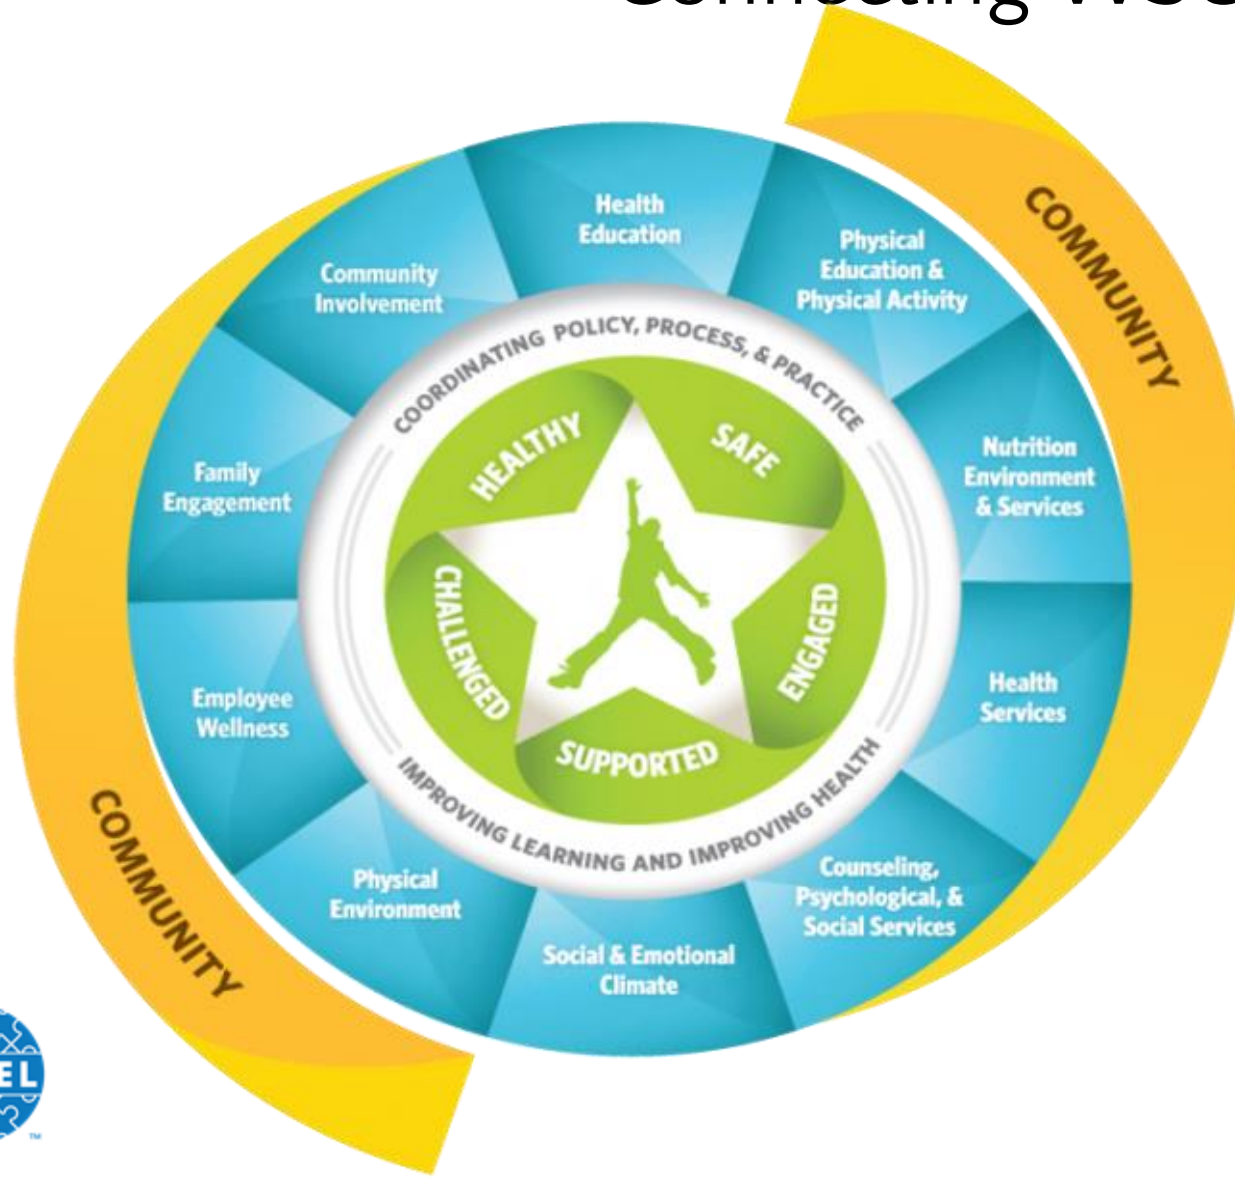 COMMUNITY
Health
Education
Physical
Education &
Physical Activity
Nutrition
Environment
& Services
Health
Services
Counseling,
Psychological, &
Social Services
Social & Emotional
Climate
Physical
Environment
Employee
Wellness
Family
Engagement
Community
Involvement
COORDINATING POLICY, PROCESS, & PRACTICE
IMPROVING LEARNING AND IMPROVING HEALTH
HEALTHY
SAFE
ENGAGED
SUPPORTED
CHALLENGED
COMMUNITY
EL
TM